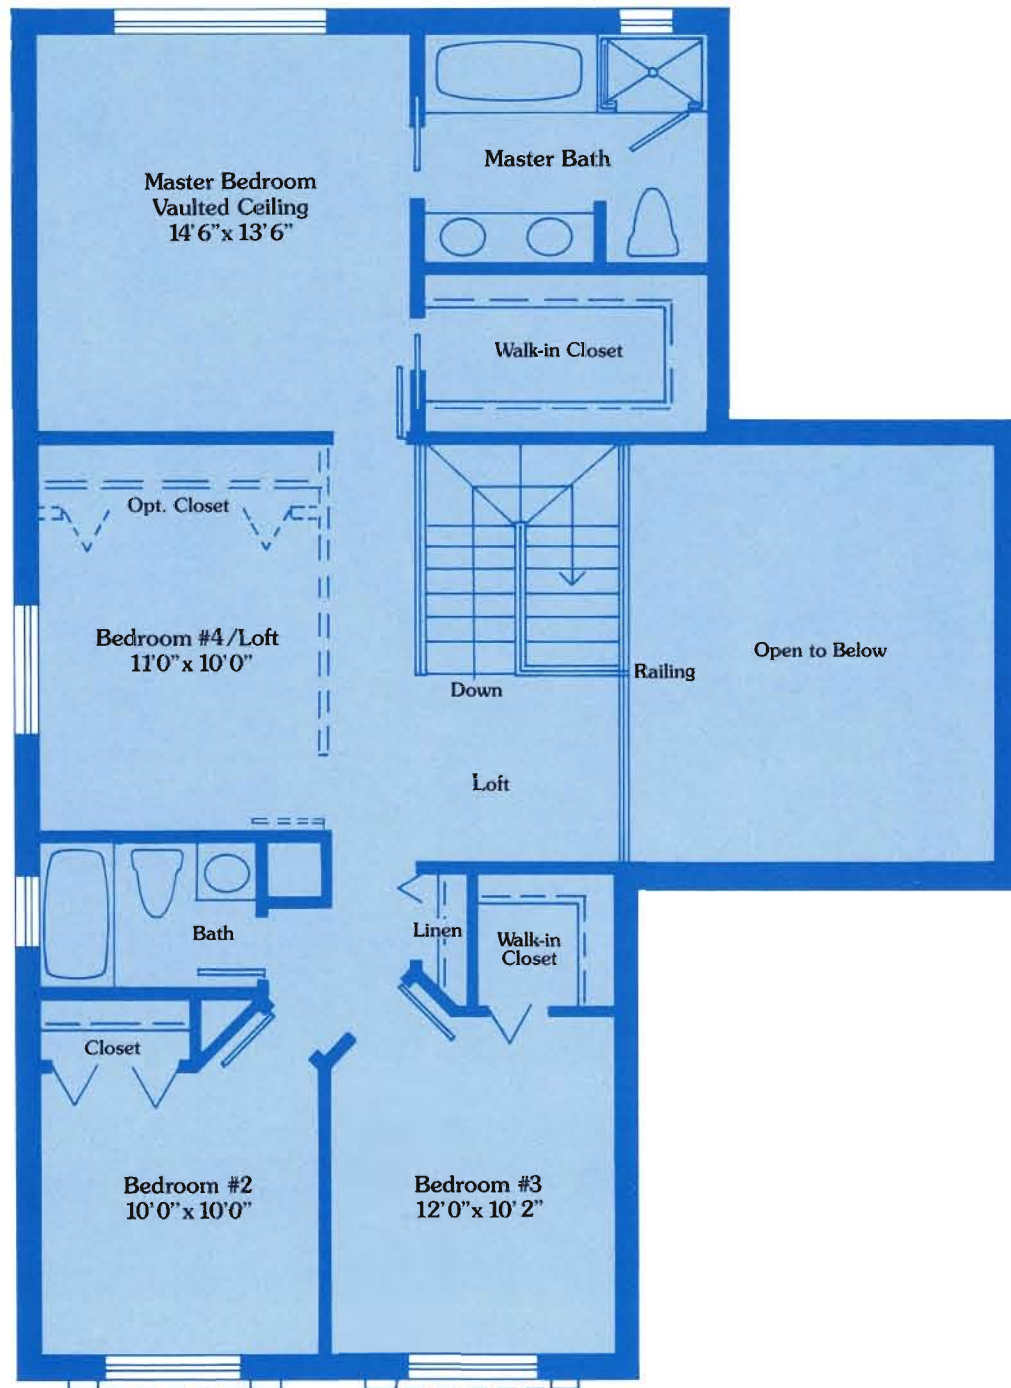 Master Bedroom
Vaulted Ceiling
14'6"x 13'6"
Master Bath
Walk-in Closet
Opt. Closet
Bedroom #4/Loft
11'0" x 10'0"
Open to Below
Railing
Down
Loft
Bath
Linen
Walk-in
Closet
Closet
Bedroom #2
10'0" x 10'0"
Bedroom #3
12'0" x 10'2"